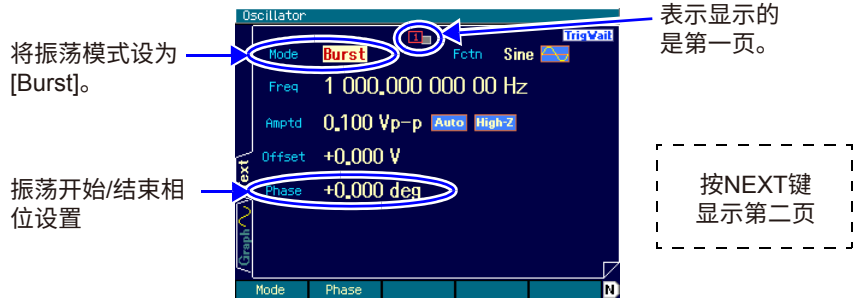 Oscillator
表示显示的
是第一页。
将振荡模式设为
[Burst]。
1
TrigWait
Mode Burst Fctn Sine
Freq 1 000.000 000 00 Hz
Amptd 0.100 Vp-p Auto High-Z
Offset +0.000 V
Phase +0.000 deg
振荡开始/结束相
位设置
Text
Graph
按NEXT键
显示第二页
Mode Phase N